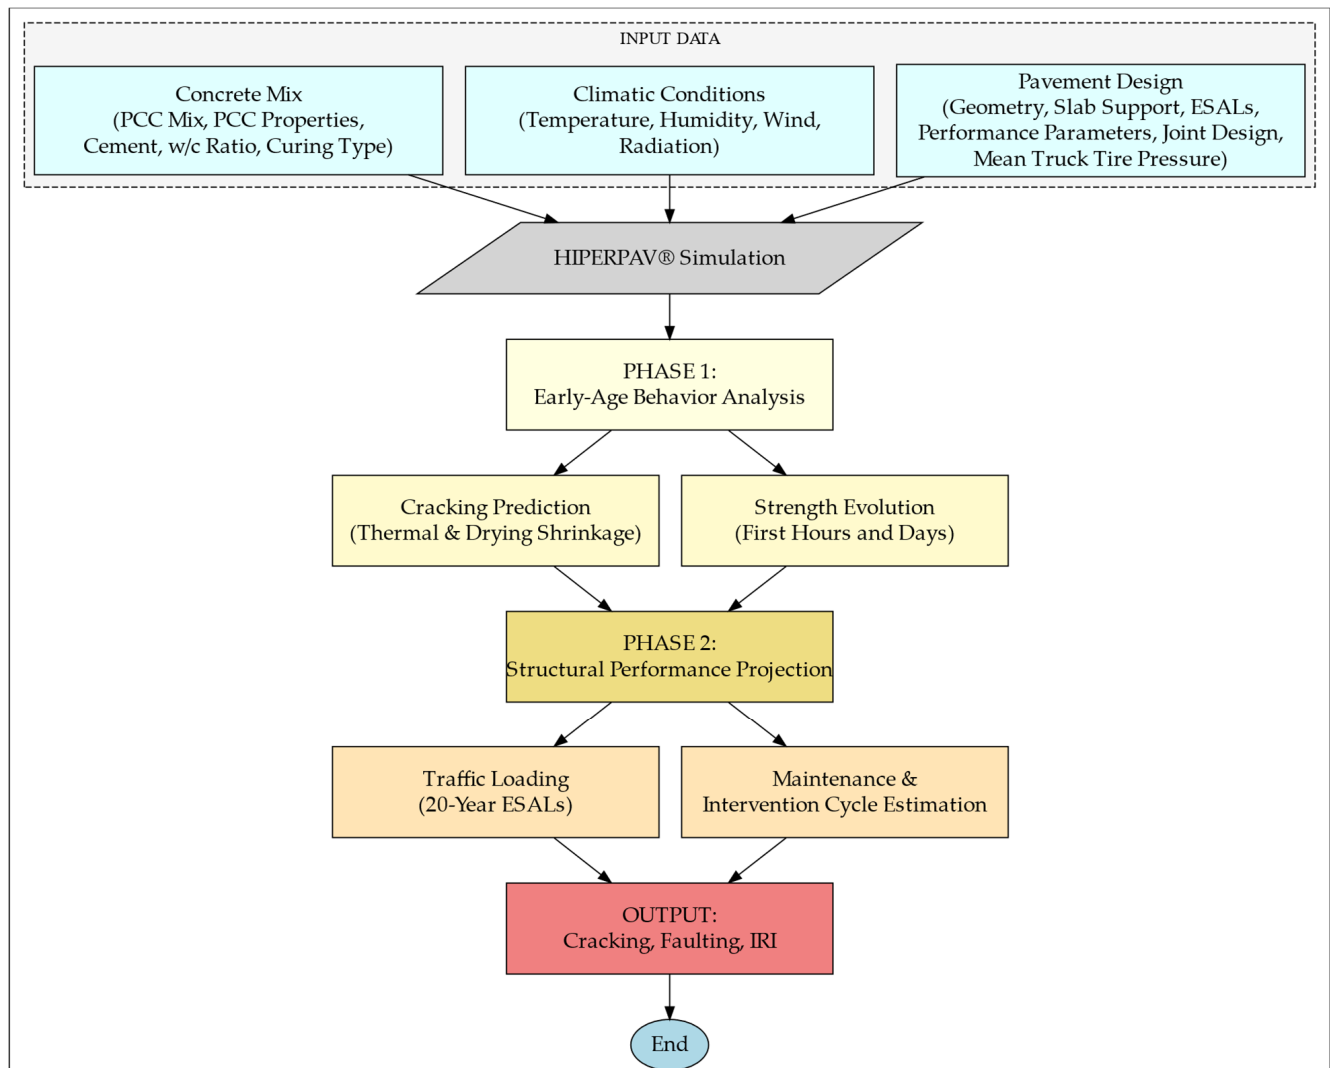 INPUT DATA
Concrete Mix
(PCC Mix, PCC Properties,
Cement, w/c Ratio, Curing Type)
Climatic Conditions
(Temperature, Humidity, Wind,
Radiation)
Pavement Design
(Geometry, Slab Support, ESALs,
Performance Parameters, Joint Design,
Mean Truck Tire Pressure)
HIPERPAV® Simulation
PHASE 1:
Early-Age Behavior Analysis
Cracking Prediction
(Thermal & Drying Shrinkage)
Strength Evolution
(First Hours and Days)
PHASE 2:
Structural Performance Projection
Traffic Loading
(20-Year ESALs)
Maintenance &
Intervention Cycle Estimation
OUTPUT:
Cracking, Faulting, IRI
End